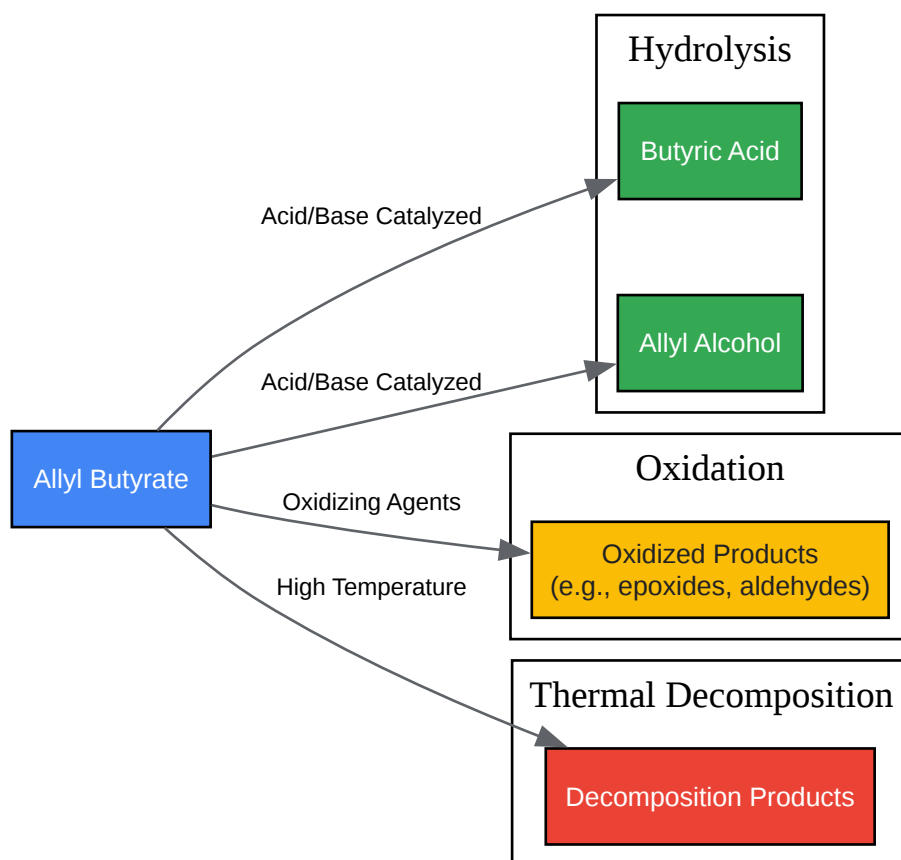 Hydrolysis
Butyric Acid
Acid/Base Catalyzed
Allyl Alcohol
Acid/Base Catalyzed
Allyl Butyrate
Oxidation
Oxidizing Agents
Oxidized Products
(e.g., epoxides, aldehydes)
High Temperature
Thermal Decomposition
Decomposition Products